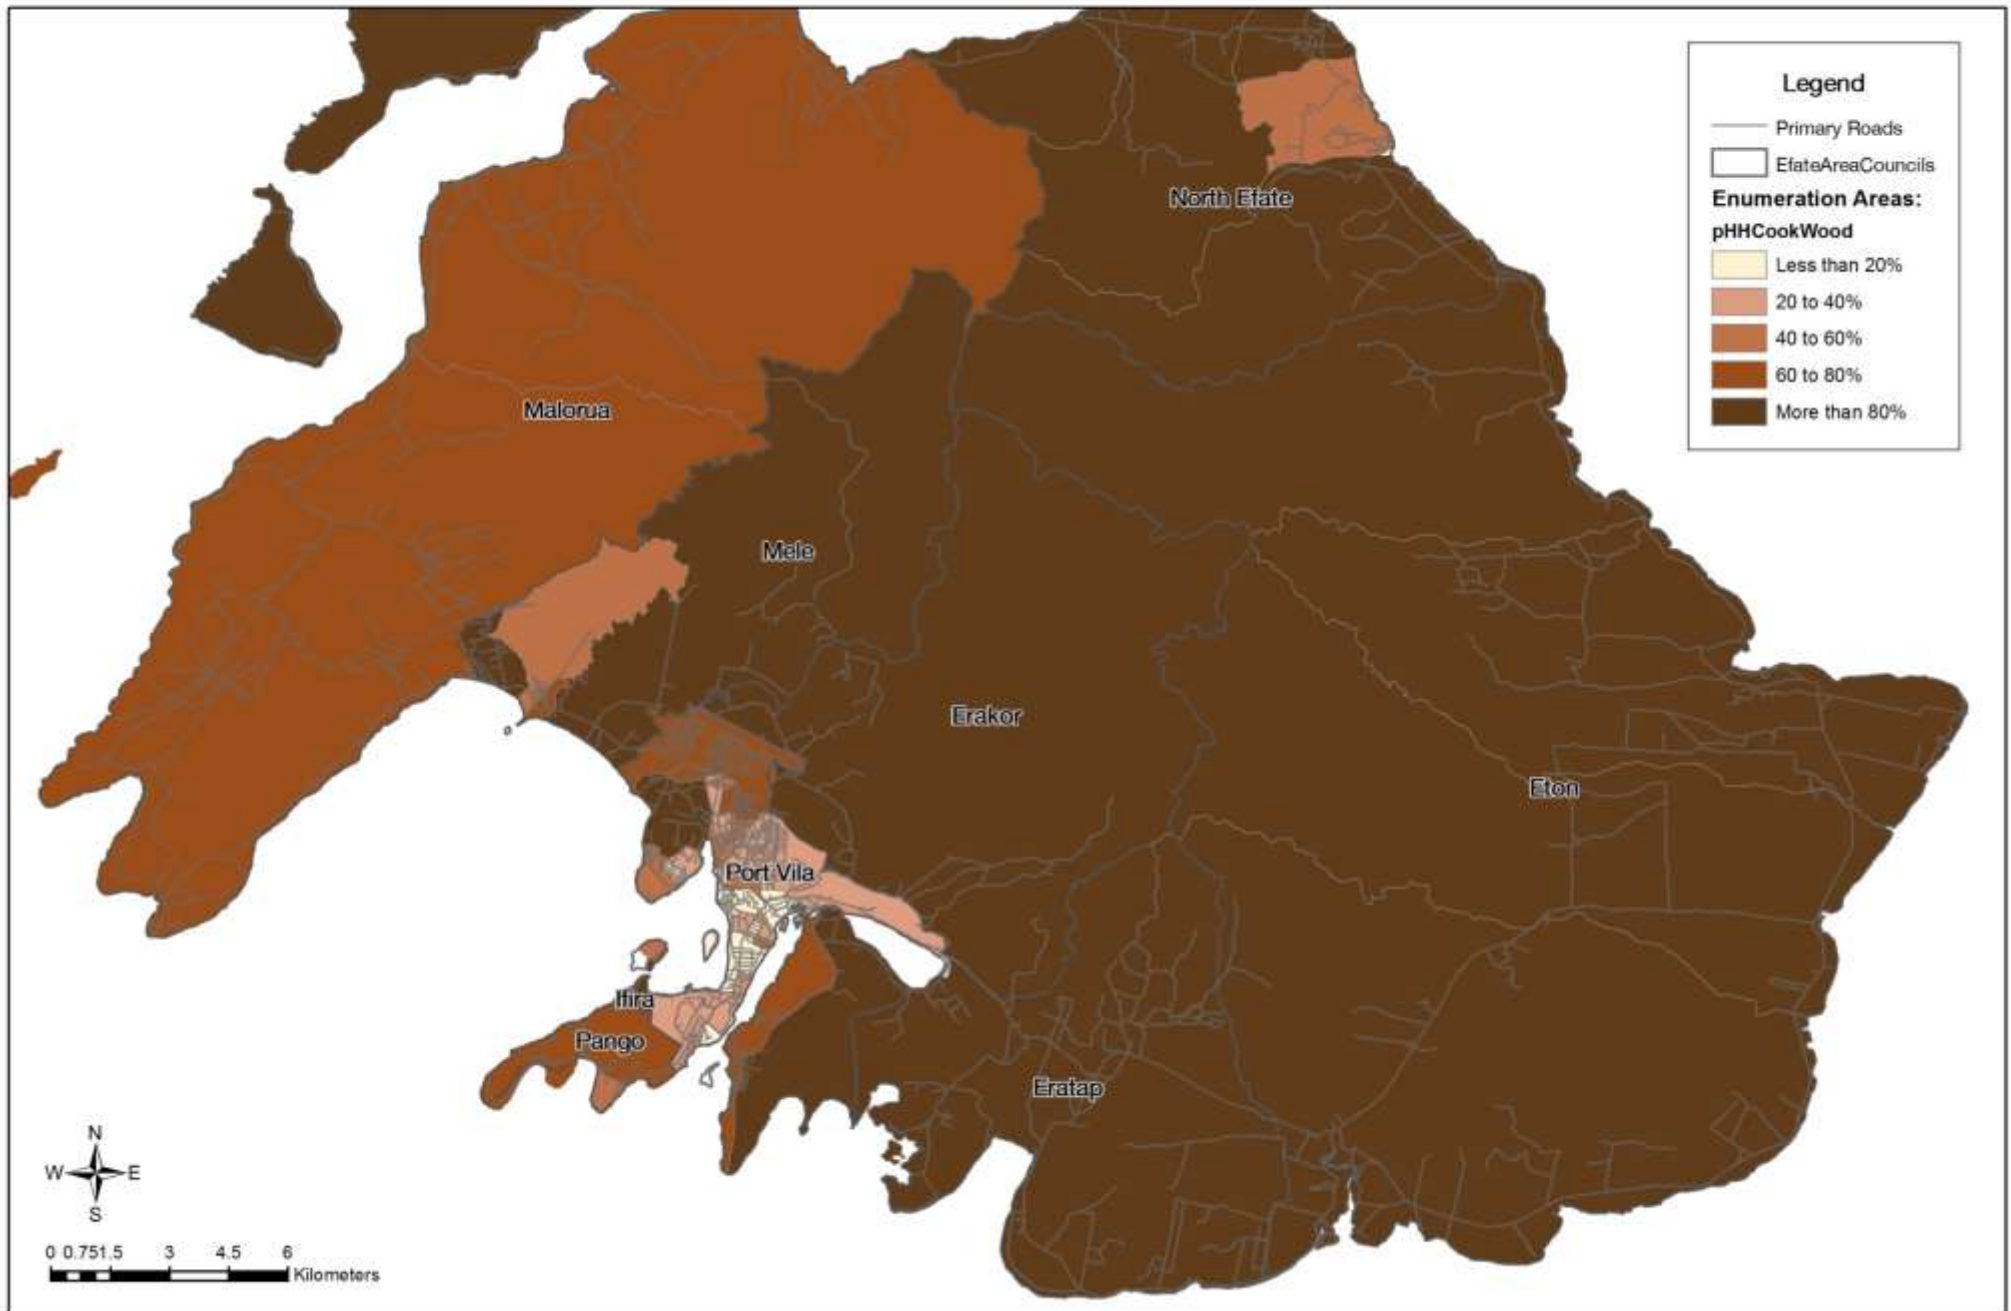 Legend
Primary Roads
EfateAreaCouncils
Enumeration Areas:
pHHCookWood
Less than 20%
20 to 40%
40 to 60%
60 to 80%
More than 80%
North Efate
Malorua
Mele
Erakor
Eton
Port Vila
Ifira
Pango
Eratap
N
W E
S
0 0.751.5 3 4.5 6
Kilometers